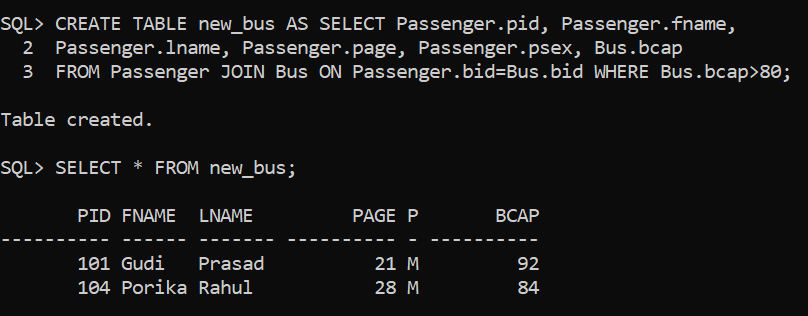 SQL> CREATE TABLE new_bus AS SELECT Passenger.pid, Passenger.fname,
  2  Passenger.lname, Passenger.page, Passenger.psex, Bus.bcap
  3  FROM Passenger JOIN Bus ON Passenger.bid=Bus.bid WHERE Bus.bcap>80;
Table created.
SQL> SELECT * FROM new_bus;
       PID FNAME  LNAME         PAGE P       BCAP
---------- ------ ------- ---------- - ----------
       101 Gudi   Prasad         21 M         92
       104 Porika Rahul          28 M         84